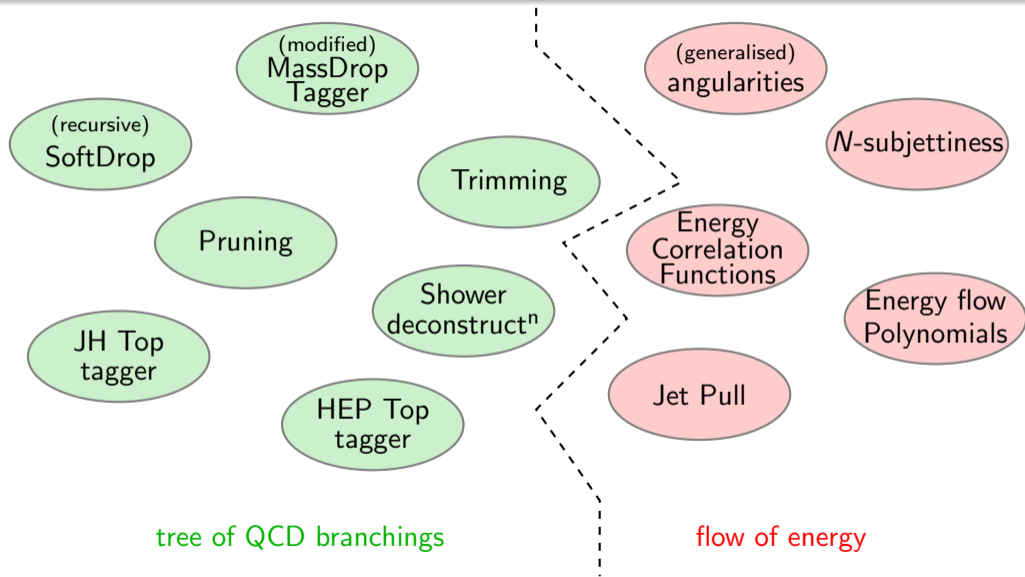 (modified)
MassDrop
Tagger
(generalised)
angularities
(recursive)
SoftDrop
N-subjettiness
Trimming
Pruning
Energy
Correlation
Functions
Shower
deconstructⁿ
Energy flow
Polynomials
JH Top
tagger
Jet Pull
HEP Top
tagger
tree of QCD branchings
flow of energy